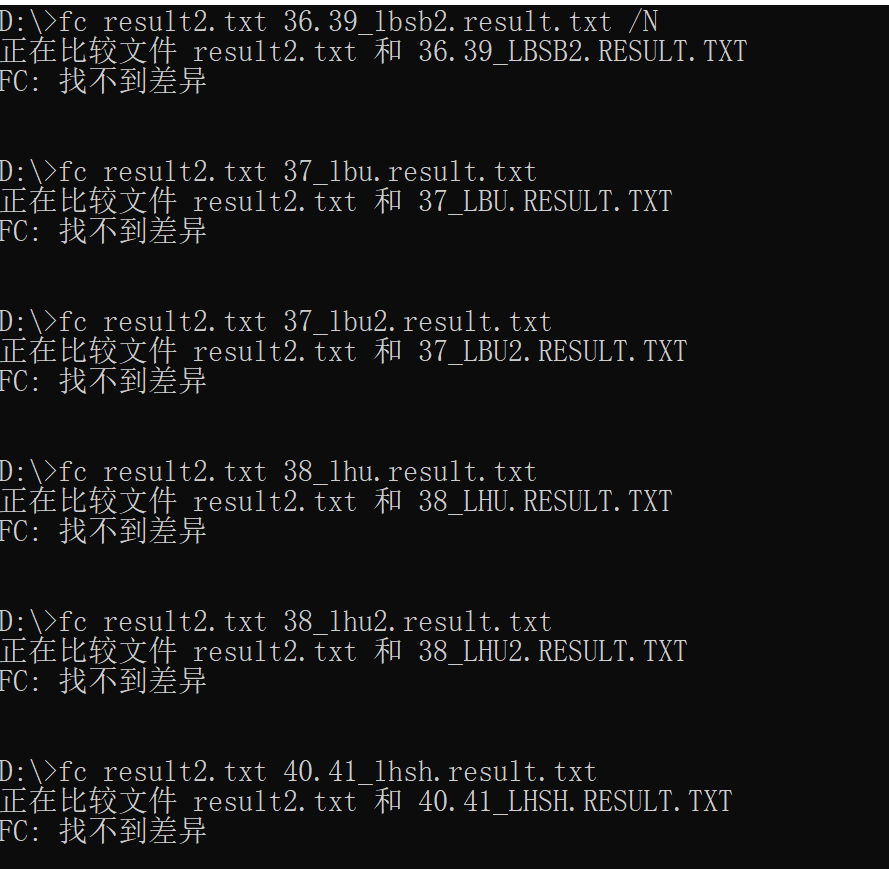 D:\>fc result2.txt 36.39_lbsb2.result.txt /N
正在比较文件 result2.txt 和 36.39_LBSB2.RESULT.TXT
FC: 找不到差异
D:\>fc result2.txt 37_lbu.result.txt
正在比较文件 result2.txt 和 37_LBU.RESULT.TXT
FC: 找不到差异
D:\>fc result2.txt 37_lbu2.result.txt
正在比较文件 result2.txt 和 37_LBU2.RESULT.TXT
FC: 找不到差异
D:\>fc result2.txt 38_lhu.result.txt
正在比较文件 result2.txt 和 38_LHU.RESULT.TXT
FC: 找不到差异
D:\>fc result2.txt 38_lhu2.result.txt
正在比较文件 result2.txt 和 38_LHU2.RESULT.TXT
FC: 找不到差异
D:\>fc result2.txt 40.41_lhsh.result.txt
正在比较文件 result2.txt 和 40.41_LHSH.RESULT.TXT
FC: 找不到差异